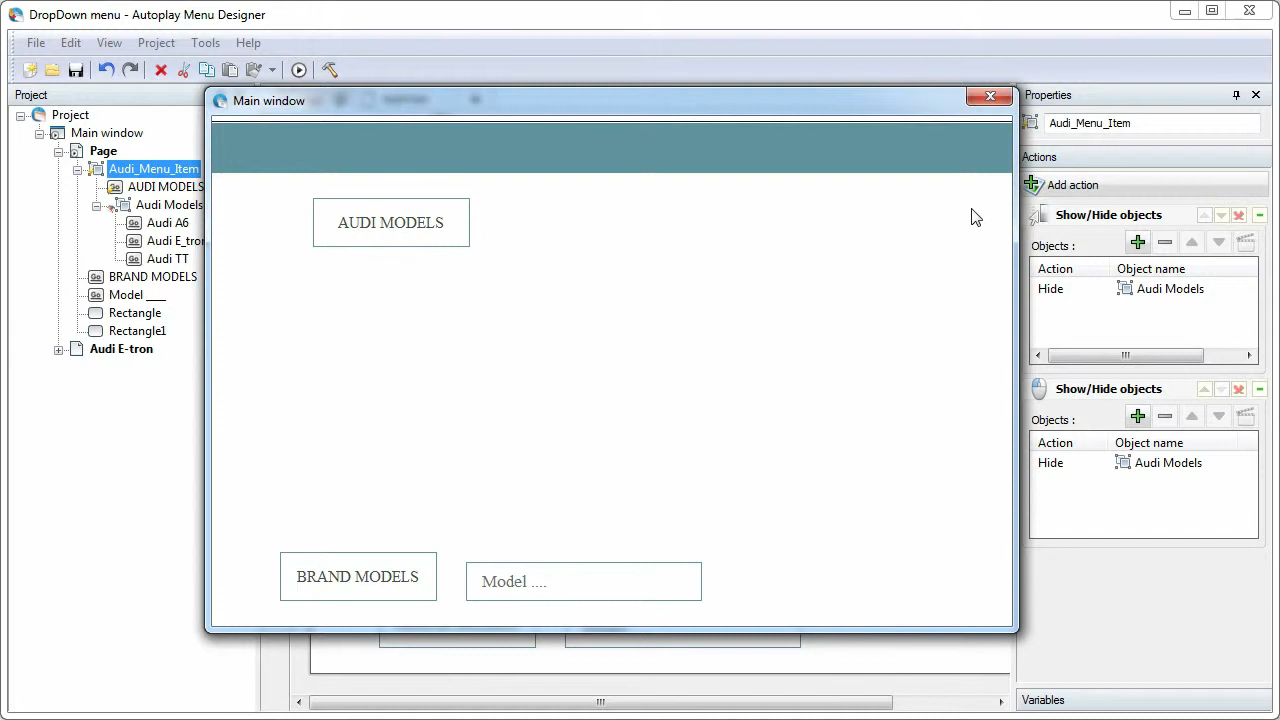 DropDown menu - Autoplay Menu Designer
File Edit View Project Tools Help
Project
Project
Main window
Page
Audi_Menu_Item
AUDI MODELS
Audi Models
Audi A6
Audi E_tro
Audi TT
BRAND MODELS
Model ___
Rectangle
Rectangle1
Audi E-tron
Main window
AUDI MODELS
BRAND MODELS
Model ....
Properties
Audi_Menu_Item
Actions
Add action
Show/Hide objects
Objects :
Action Object name
Hide Audi Models
Show/Hide objects
Objects :
Action Object name
Hide Audi Models
Variables